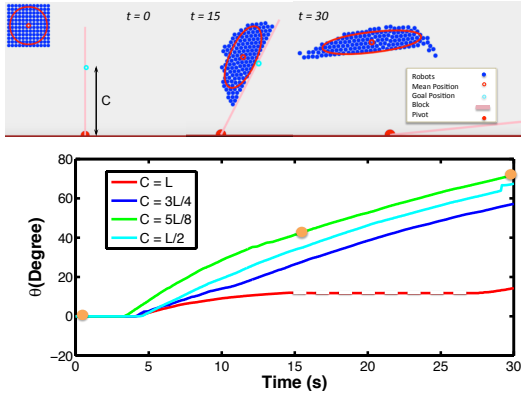 t = 0
t = 15
t = 30
C
Robots
Mean Position
Goal Position
Block
Pivot
80
60
40
20
0
−20
θ(Degree)
C = L
C = 3L/4
C = 5L/8
C = L/2
0 5 10 15 20 25 30
Time (s)